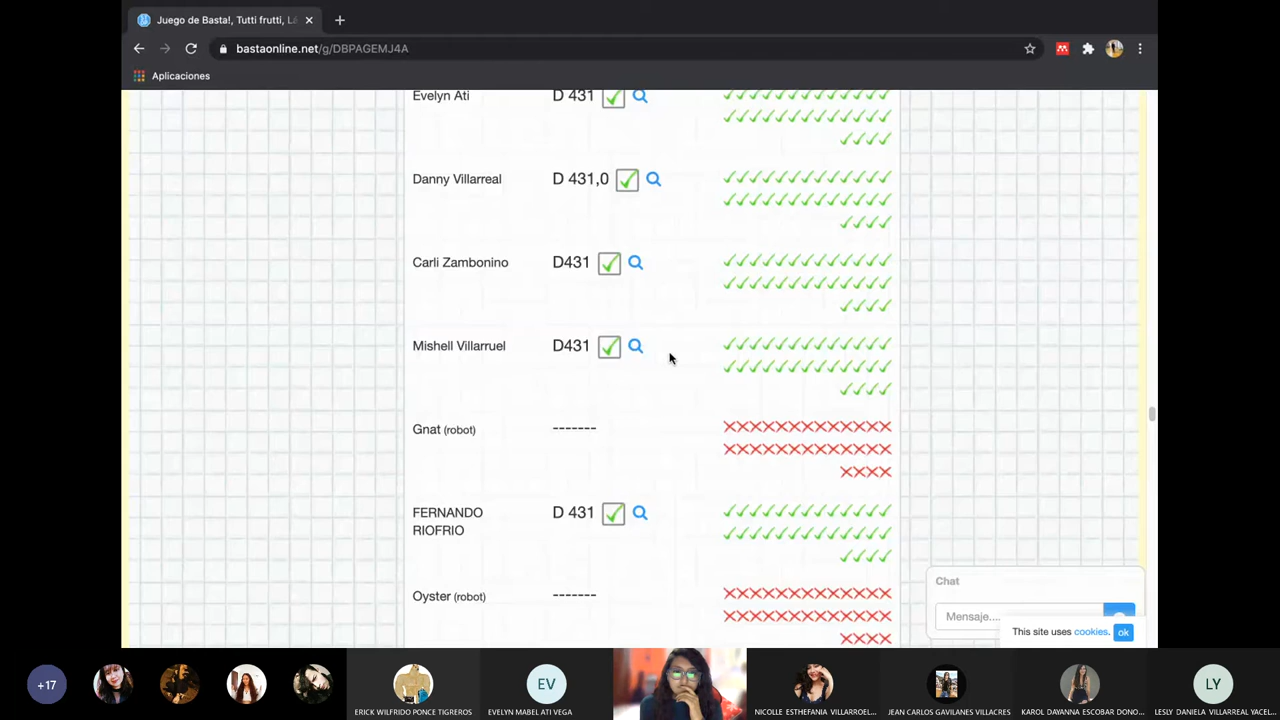 Juego de Basta!, Tutti frutti, Lá
bastaonline.net/g/DBPAGEMJ4A
Aplicaciones
Evelyn Ati D 431
Danny Villarreal D 431,0
Carli Zambonino D431
Mishell Villarruel D431
Gnat (robot) -------
FERNANDO
RIOFRIO D 431
Oyster (robot) -------
Chat
Mensaje....
This site uses cookies. ok
+17
EV
LY
ERICK WILFRIDO PONCE TIGREROS
EVELYN MABEL ATI VEGA
NICOLLE ESTHEFANIA VILLARROEL...
JEAN CARLOS GAVILANES VILLACRES
KAROL DAYANNA ESCOBAR DONO...
LESLY DANIELA VILLARREAL YACEL...